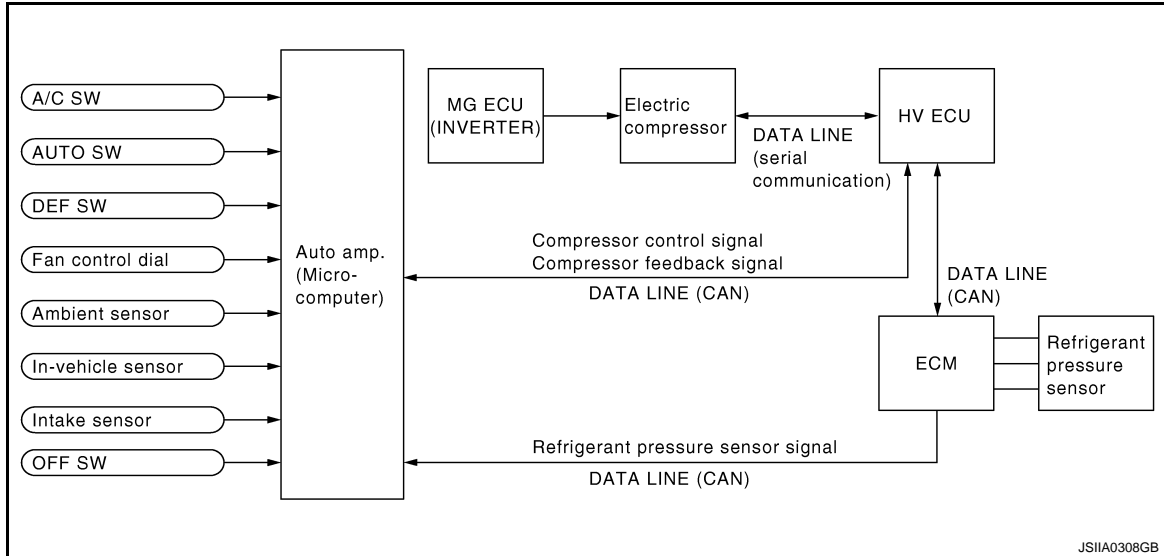 A/C SW
AUTO SW
DEF SW
Fan control dial
Ambient sensor
In-vehicle sensor
Intake sensor
OFF SW
Auto amp.
(Micro-
computer)
MG ECU
(INVERTER)
Electric
compressor
DATA LINE
(serial
communication)
HV ECU
Compressor control signal
Compressor feedback signal
DATA LINE (CAN)
DATA LINE
(CAN)
ECM
Refrigerant
pressure
sensor
Refrigerant pressure sensor signal
DATA LINE (CAN)
JSIIA0308GB